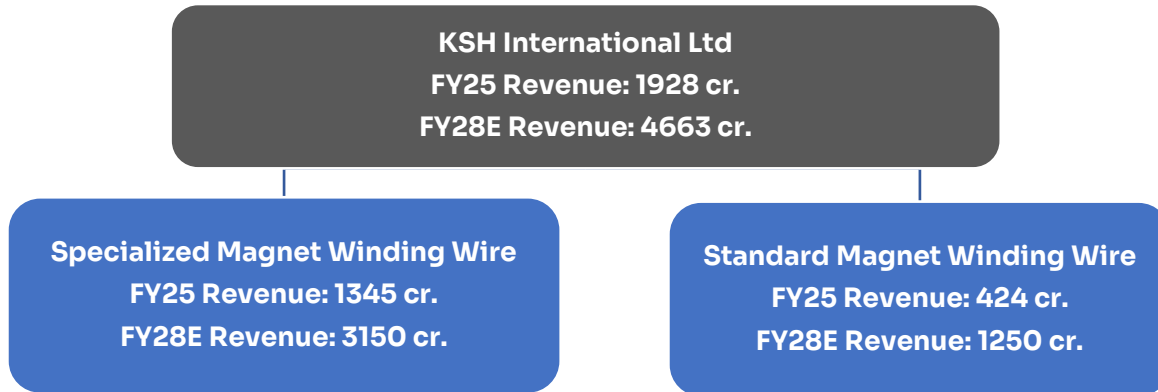 KSH International Ltd
FY25 Revenue: 1928 cr.
FY28E Revenue: 4663 cr.
Specialized Magnet Winding Wire
FY25 Revenue: 1345 cr.
FY28E Revenue: 3150 cr.
Standard Magnet Winding Wire
FY25 Revenue: 424 cr.
FY28E Revenue: 1250 cr.